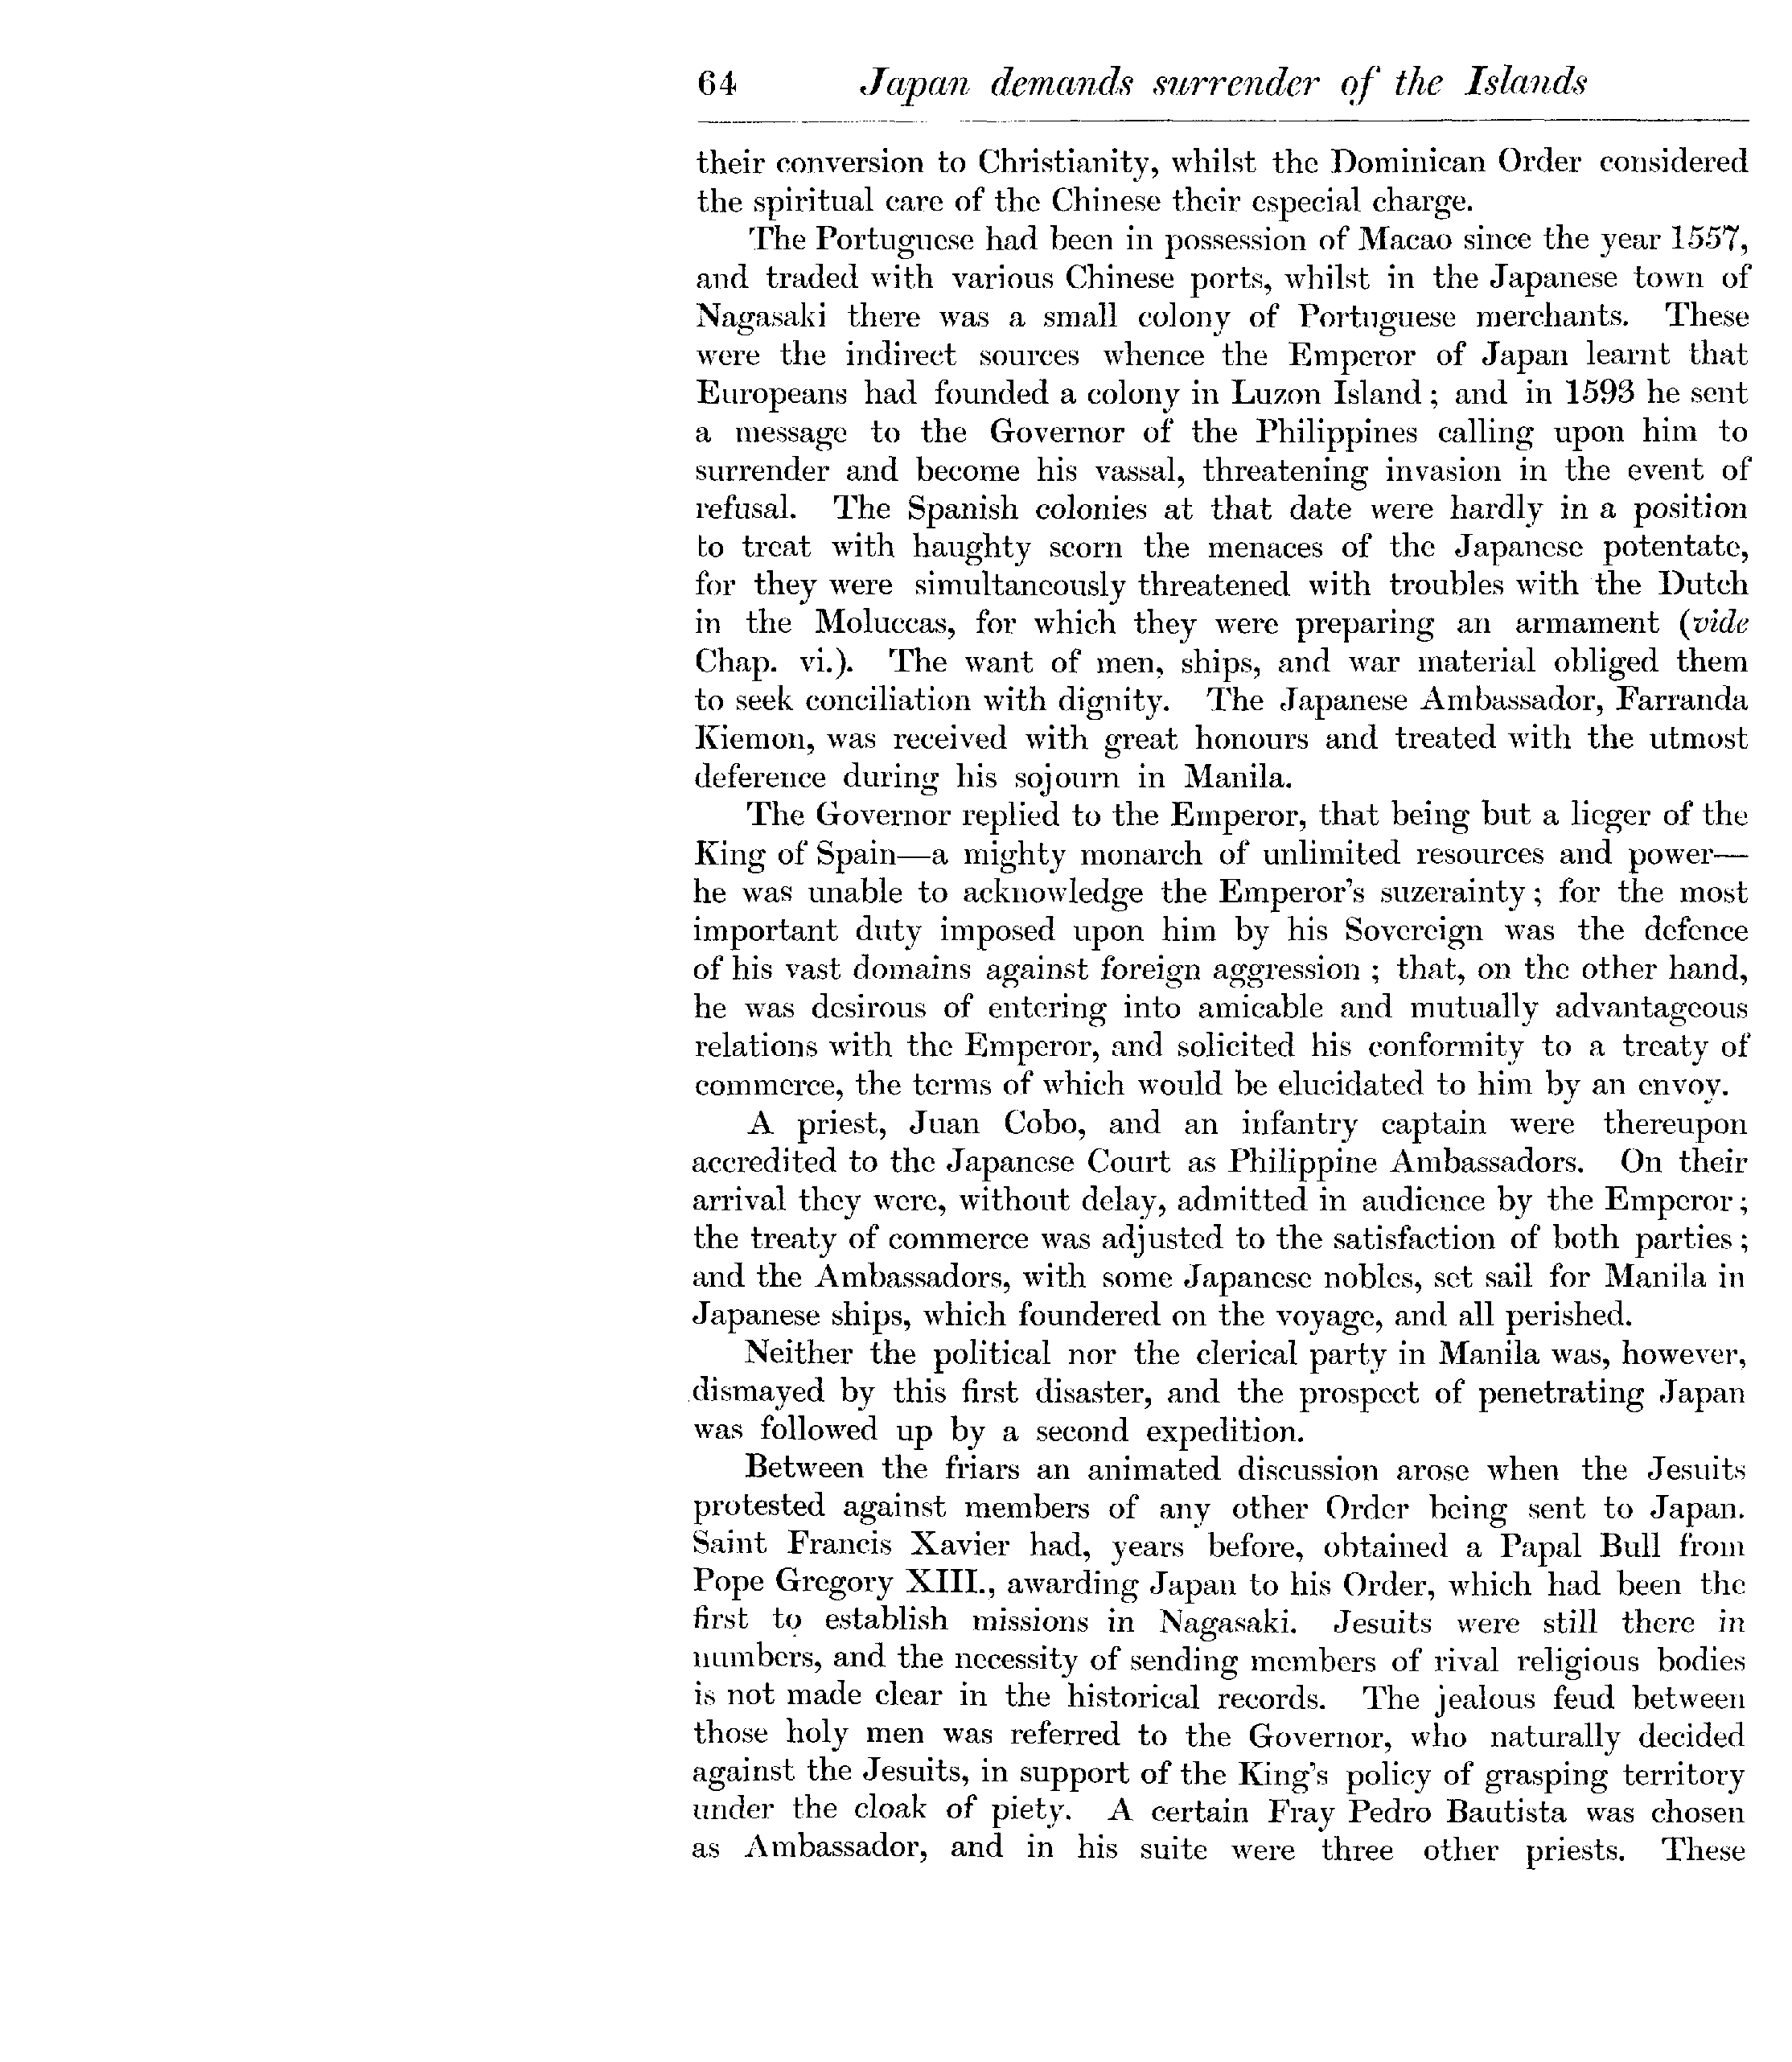 64 Japan demands surrender of the Islands
their conversion to Christianity, whilst the Dominican Order considered
the spiritual care of the Chinese their especial charge.
The Portuguese had been in possession of Macao since the year 1557,
and traded with various Chinese ports, whilst in the Japanese town of
Nagasaki there was a small colony of Portuguese merchants. These
were the indirect sources whence the Emperor of Japan learnt that
Europeans had founded a colony in Luzon Island; and in 1593 he sent
a message to the Governor of the Philippines calling upon him to
surrender and become his vassal, threatening invasion in the event of
refusal. The Spanish colonies at that date were hardly in a position
to treat with haughty scorn the menaces of the Japanese potentate,
for they were simultaneously threatened with troubles with the Dutch
in the Moluccas, for which they were preparing an armament (vide
Chap. vi.). The want of men, ships, and war material obliged them
to seek conciliation with dignity. The Japanese Ambassador, Farranda
Kiemon, was received with great honours and treated with the utmost
deference during his sojourn in Manila.
The Governor replied to the Emperor, that being but a lieger of the
King of Spain—a mighty monarch of unlimited resources and power—
he was unable to acknowledge the Emperor's suzerainty; for the most
important duty imposed upon him by his Sovereign was the defence
of his vast domains against foreign aggression; that, on the other hand,
he was desirous of entering into amicable and mutually advantageous
relations with the Emperor, and solicited his conformity to a treaty of
commerce, the terms of which would be elucidated to him by an envoy.
A priest, Juan Cobo, and an infantry captain were thereupon
accredited to the Japanese Court as Philippine Ambassadors. On their
arrival they were, without delay, admitted in audience by the Emperor;
the treaty of commerce was adjusted to the satisfaction of both parties;
and the Ambassadors, with some Japanese nobles, set sail for Manila in
Japanese ships, which foundered on the voyage, and all perished.
Neither the political nor the clerical party in Manila was, however,
dismayed by this first disaster, and the prospect of penetrating Japan
was followed up by a second expedition.
Between the friars an animated discussion arose when the Jesuits
protested against members of any other Order being sent to Japan.
Saint Francis Xavier had, years before, obtained a Papal Bull from
Pope Gregory XIII., awarding Japan to his Order, which had been the
first to establish missions in Nagasaki. Jesuits were still there in
numbers, and the necessity of sending members of rival religious bodies
is not made clear in the historical records. The jealous feud between
those holy men was referred to the Governor, who naturally decided
against the Jesuits, in support of the King's policy of grasping territory
under the cloak of piety. A certain Fray Pedro Bautista was chosen
as Ambassador, and in his suite were three other priests. These